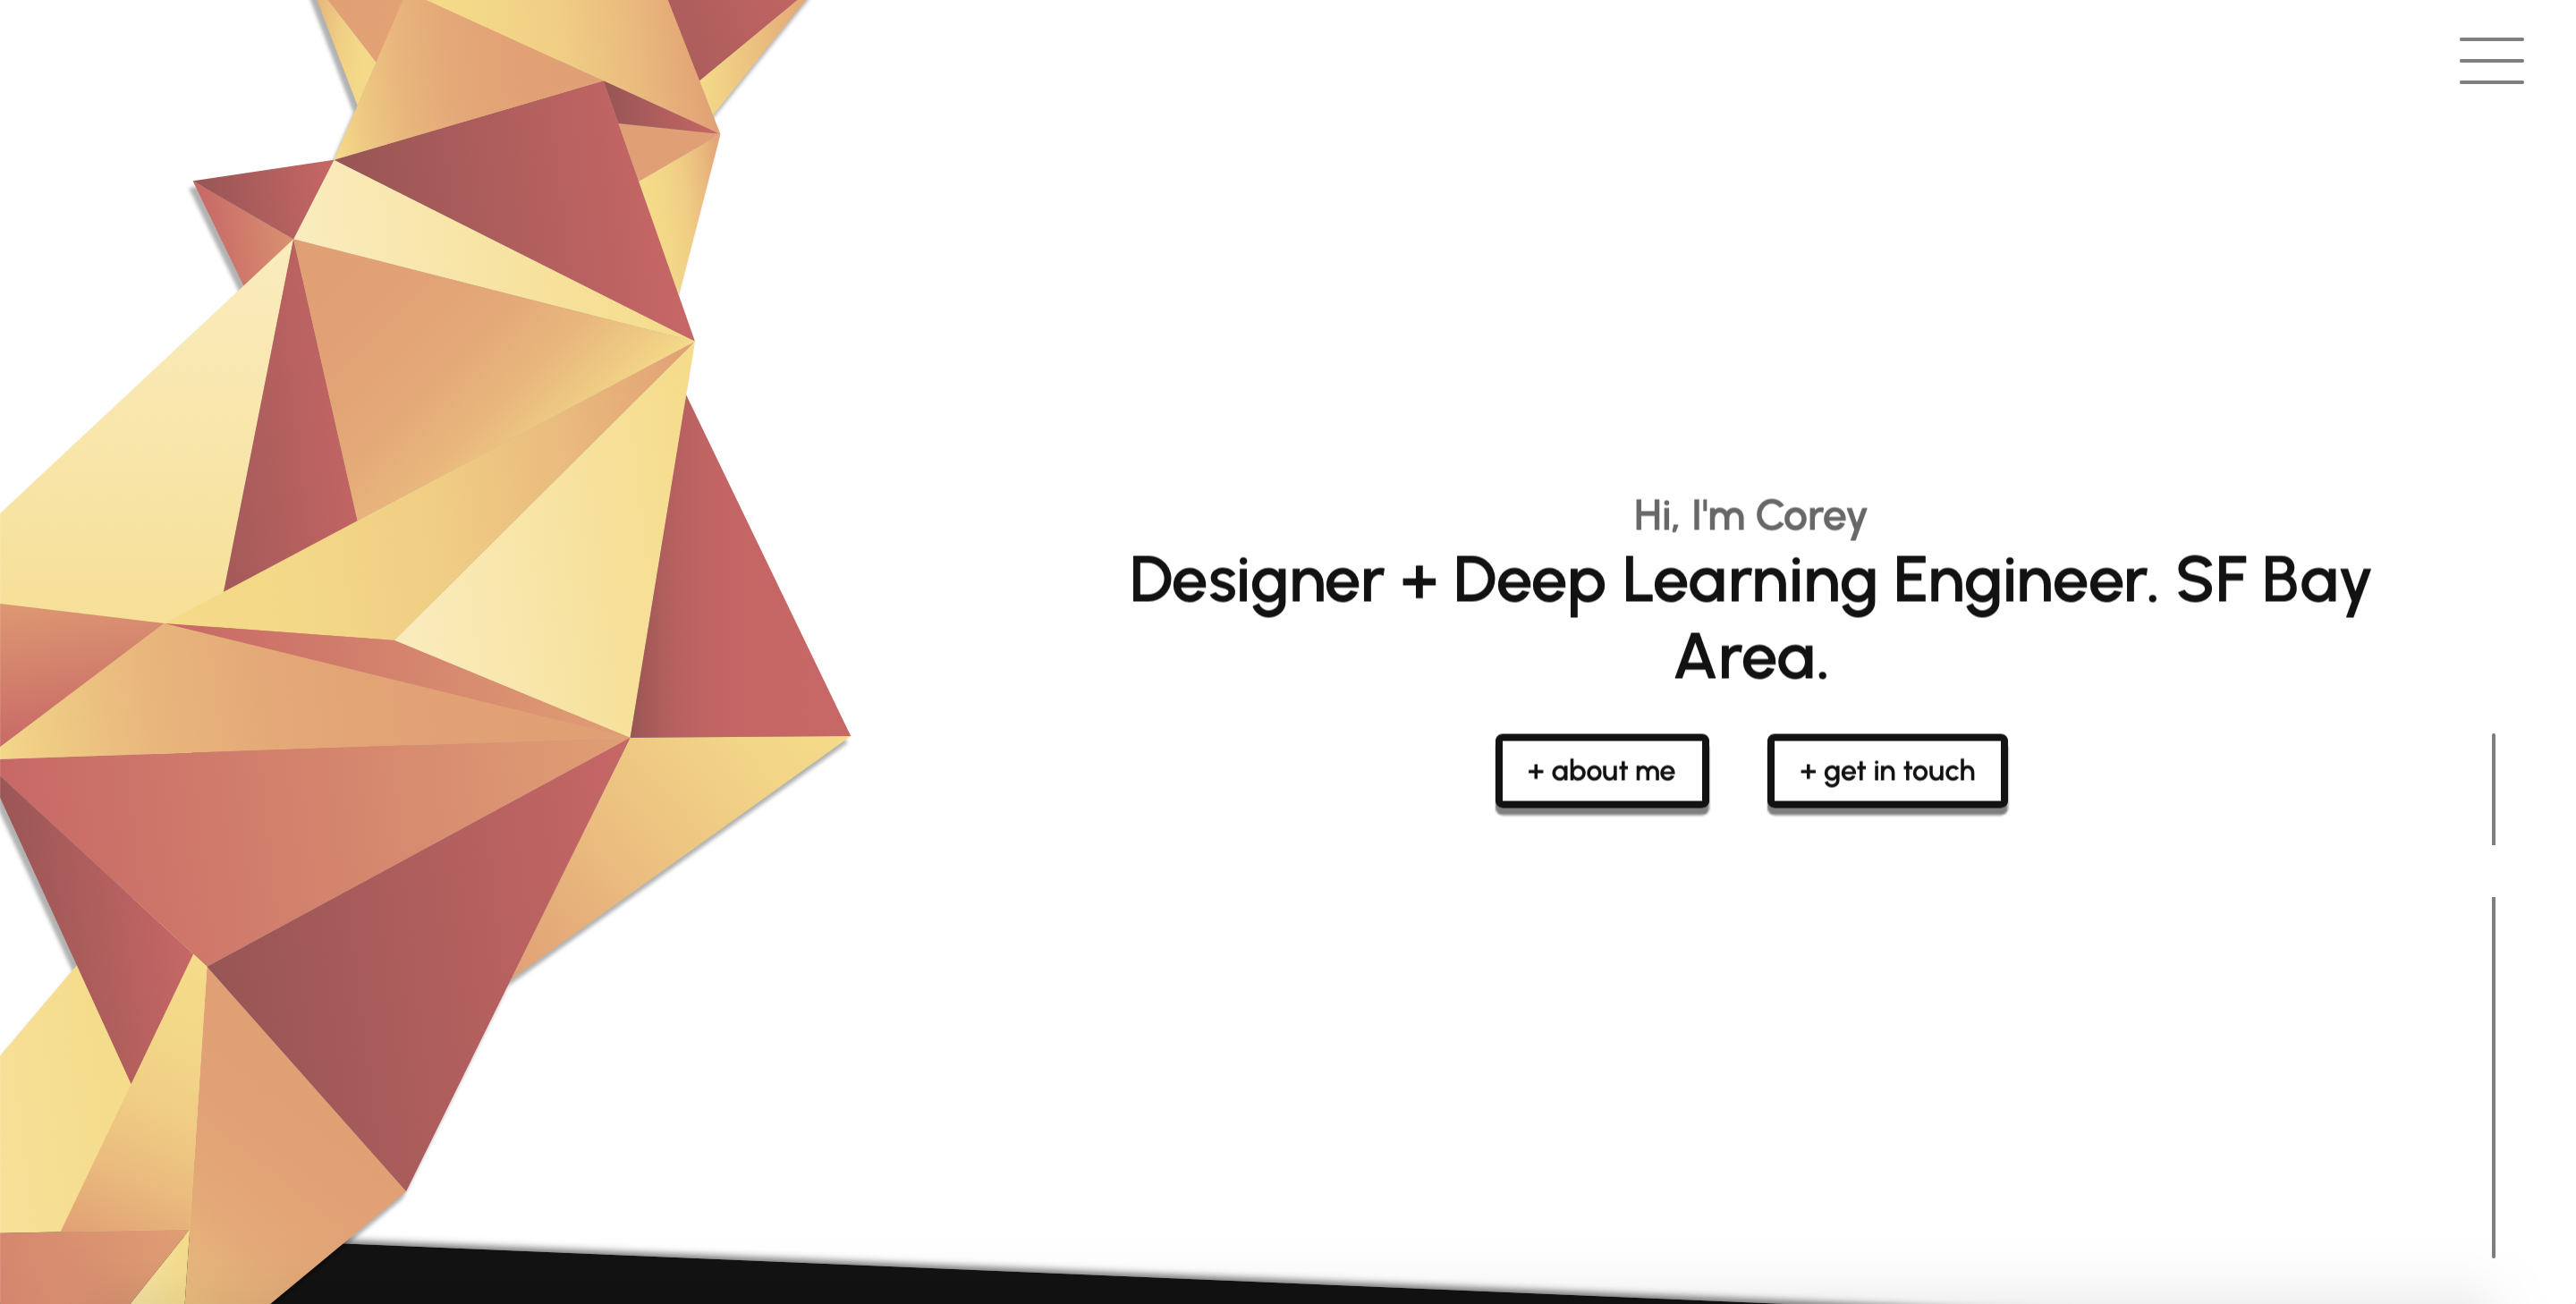 Hi, I'm Corey
Designer + Deep Learning Engineer. SF Bay
Area.
+ about me
+ get in touch